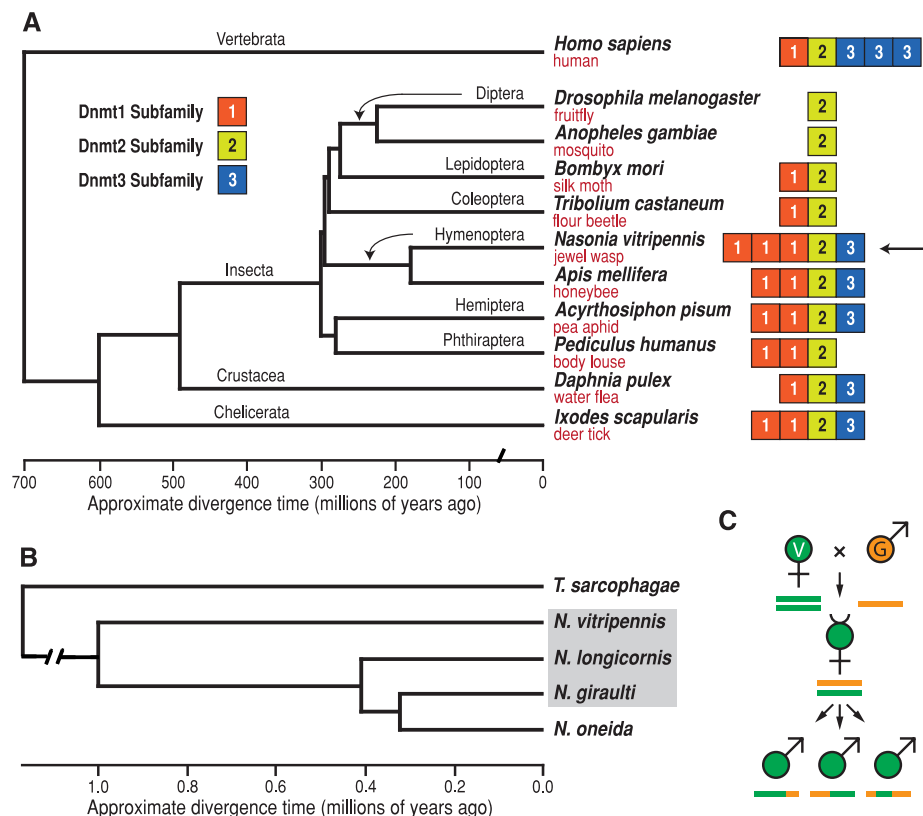 A
Vertebrata
Homo sapiens
human
1 2 3 3 3
Dnmt1 Subfamily 1
Dnmt2 Subfamily 2
Dnmt3 Subfamily 3
Diptera
Drosophila melanogaster
fruitfly
2
Anopheles gambiae
mosquito
2
Lepidoptera
Bombyx mori
silk moth
1 2
Coleoptera
Tribolium castaneum
flour beetle
1 2
Hymenoptera
Nasonia vitripennis
jewel wasp
1 1 1 2 3
Insecta
Apis mellifera
honeybee
1 1 2 3
Hemiptera
Acyrthosiphon pisum
pea aphid
1 1 2 3
Phthiraptera
Pediculus humanus
body louse
1 1 2
Crustacea
Daphnia pulex
water flea
1 2 3
Chelicerata
Ixodes scapularis
deer tick
1 1 2 3
700 600 500 400 300 200 100 0
Approximate divergence time (millions of years ago)
B
T. sarcophagae
N. vitripennis
N. longicornis
N. giraulti
N. oneida
1.0 0.8 0.6 0.4 0.2 0.0
Approximate divergence time (millions of years ago)
C
V × G